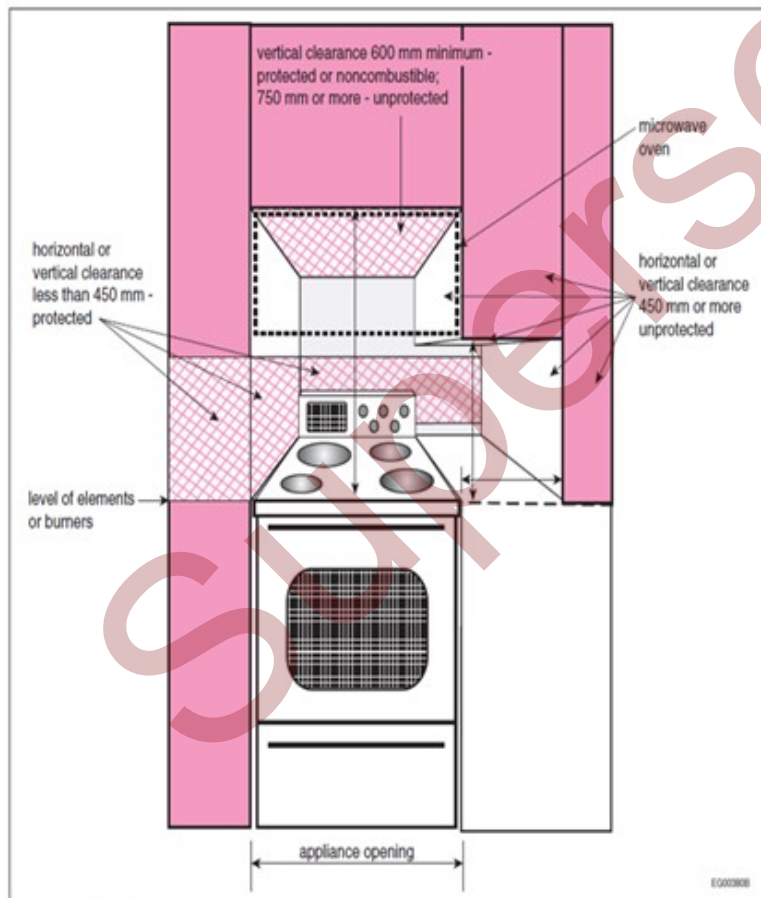 vertical clearance 600 mm minimum -
protected or noncombustible;
750 mm or more - unprotected
microwave
oven
horizontal or
vertical clearance
less than 450 mm -
protected
horizontal or
vertical clearance
450 mm or more
unprotected
level of elements
or burners
appliance opening
EG00380B
Supers